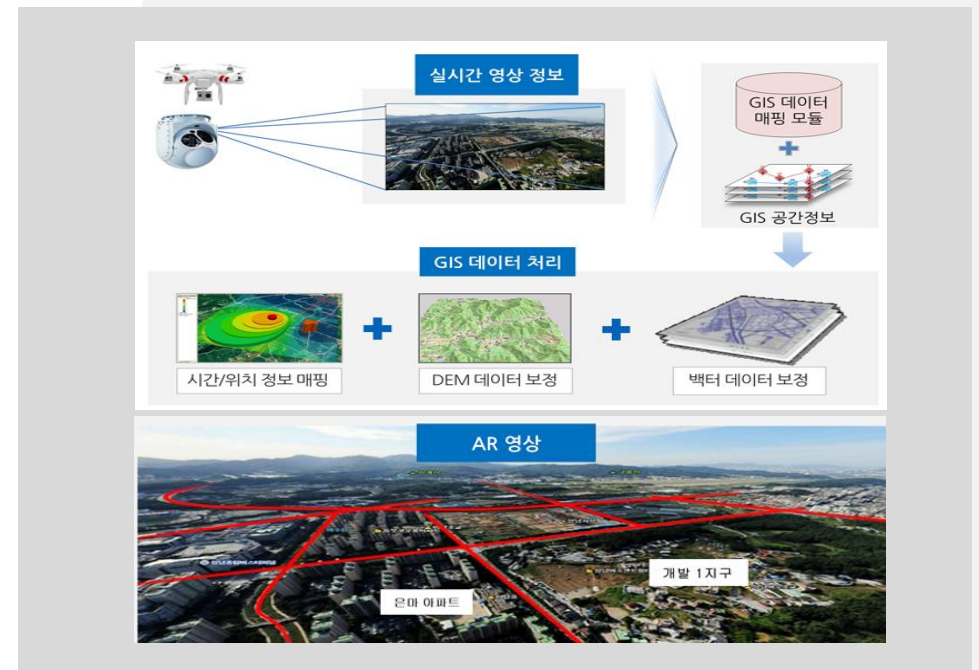 실시간 영상 정보
GIS 데이터
매핑 모듈
GIS 공간정보
GIS 데이터 처리
시간/위치 정보 매핑
DEM 데이터 보정
백터 데이터 보정
AR 영상
개발 1지구
은마 아파트